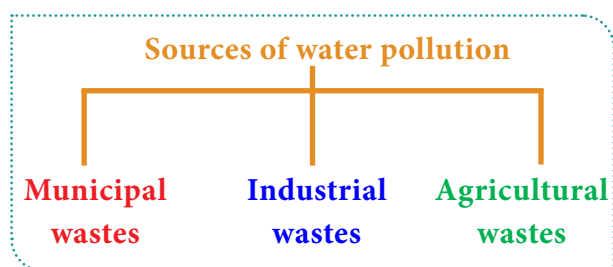 Sources of water pollution
Municipal wastes
Industrial wastes
Agricultural wastes